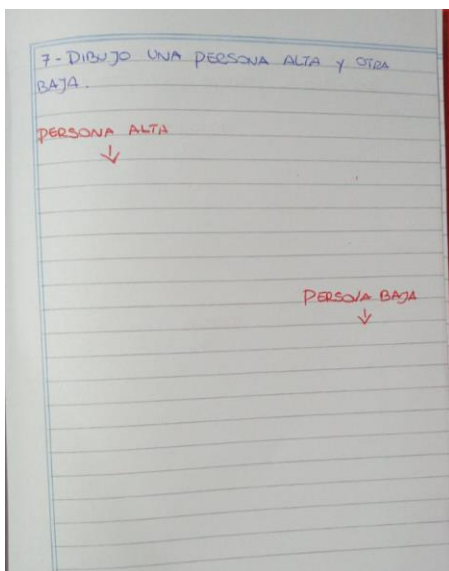 7-DIBUJO UNA PERSONA ALTA Y OTRA
BAJA.
PERSONA ALTA
PERSONA BAJA